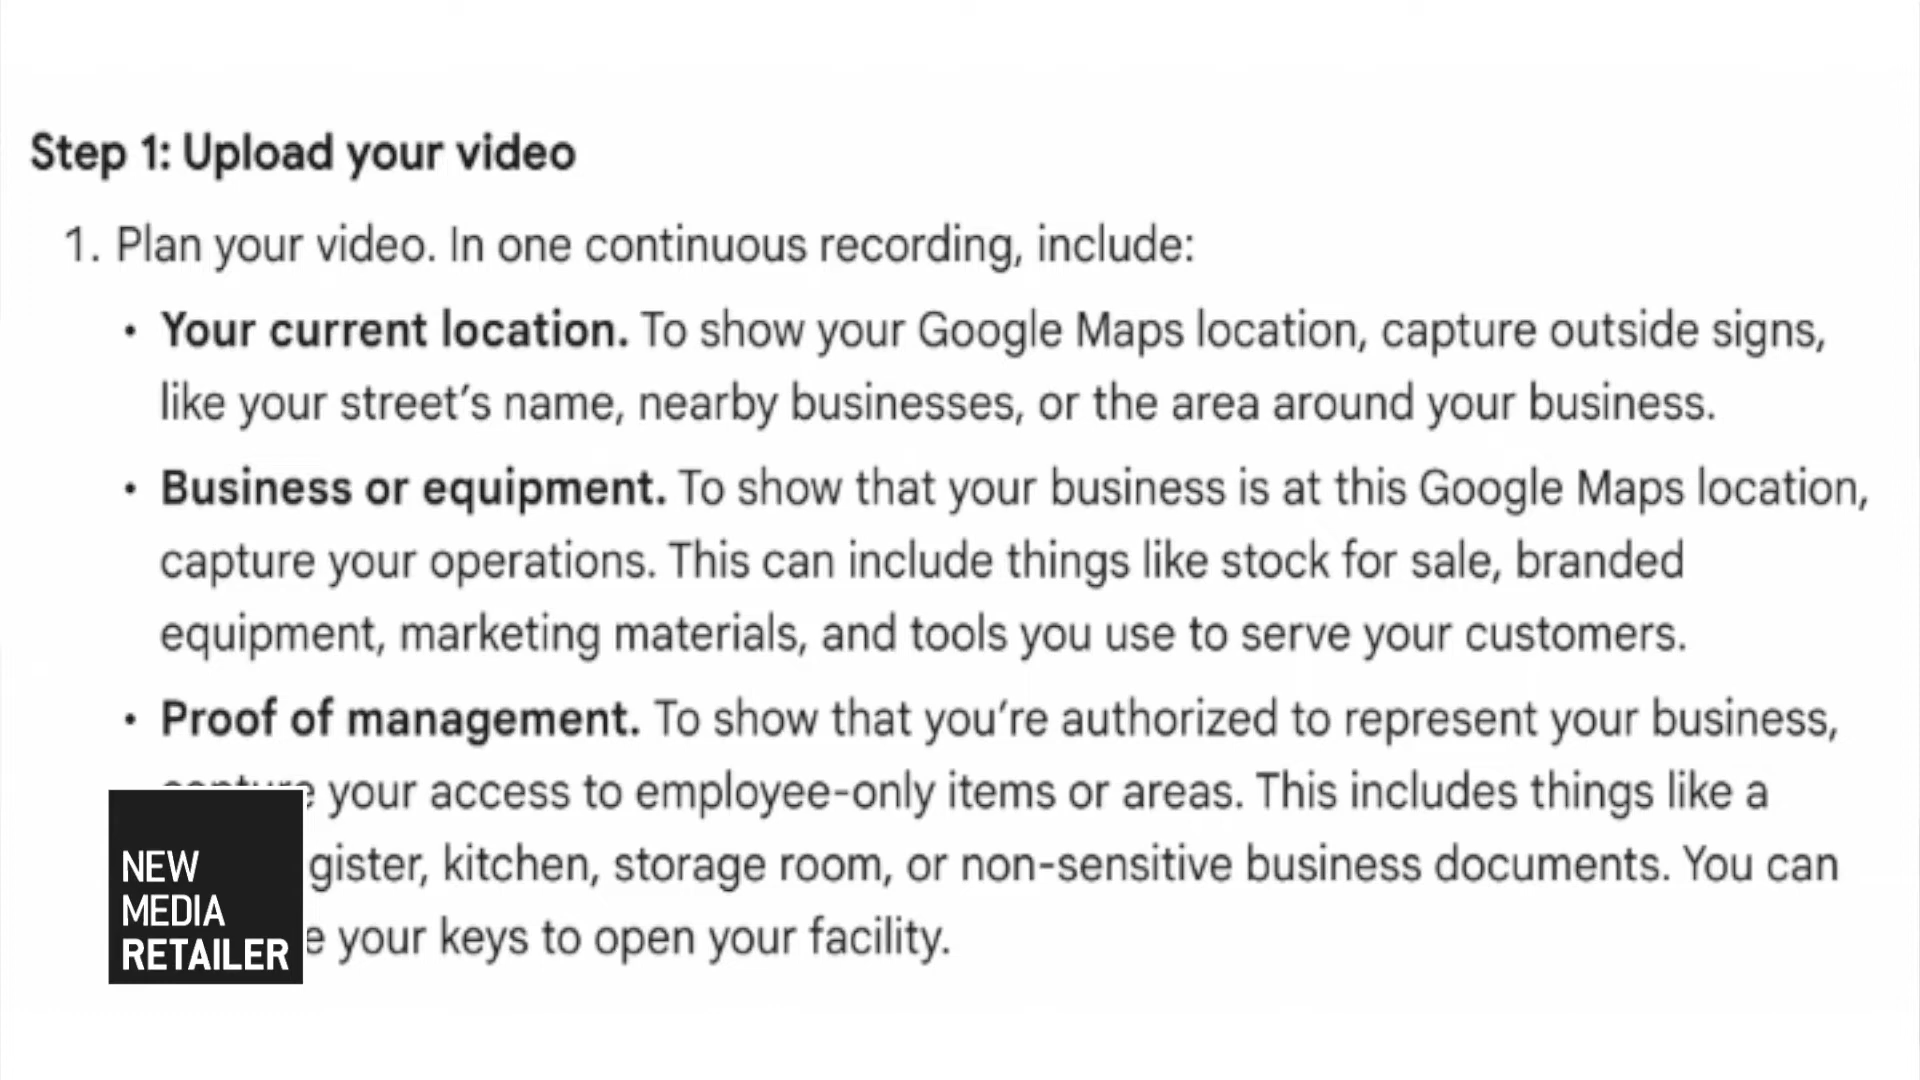 Step 1: Upload your video
1. Plan your video. In one continuous recording, include:
• Your current location. To show your Google Maps location, capture outside signs,
like your street’s name, nearby businesses, or the area around your business.
• Business or equipment. To show that your business is at this Google Maps location,
capture your operations. This can include things like stock for sale, branded
equipment, marketing materials, and tools you use to serve your customers.
• Proof of management. To show that you’re authorized to represent your business,
capture your access to employee-only items or areas. This includes things like a
gister, kitchen, storage room, or non-sensitive business documents. You can
e your keys to open your facility.
NEW
MEDIA
RETAILER